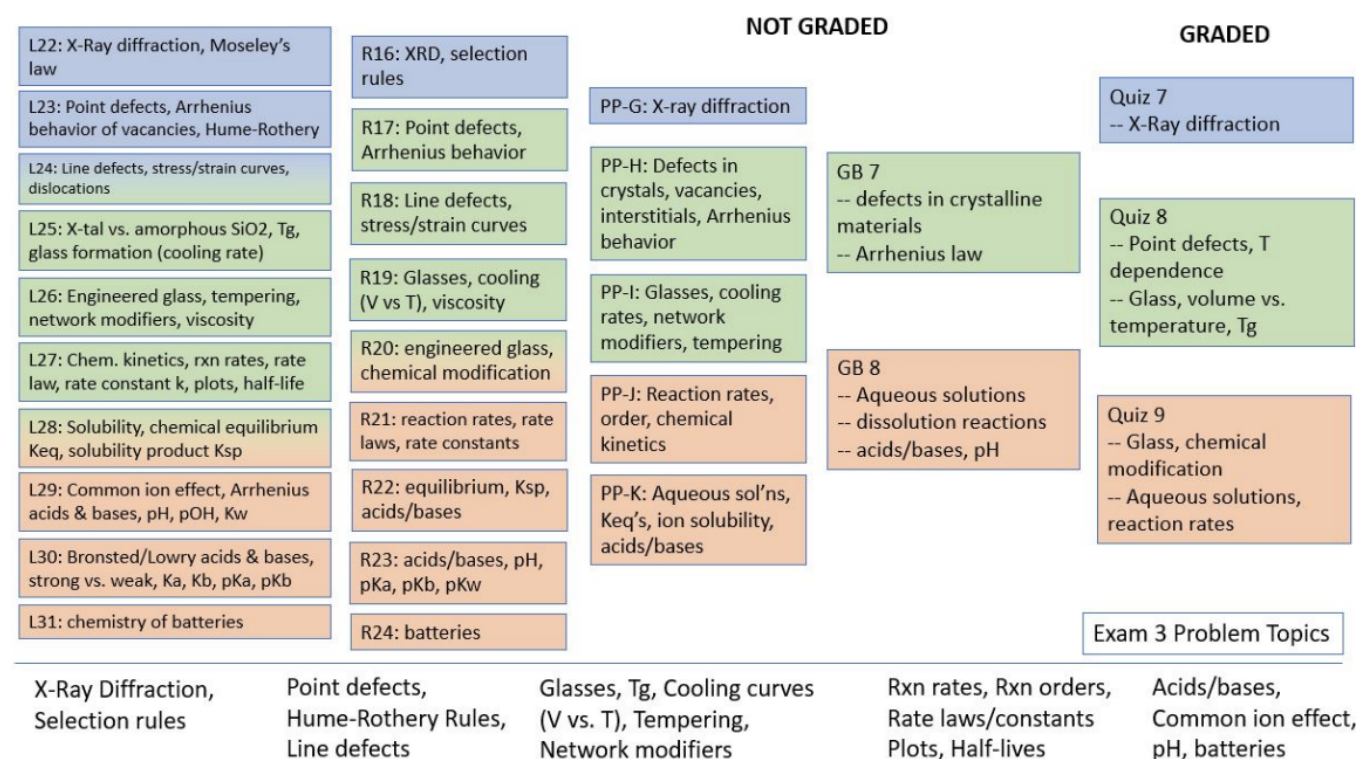 NOT GRADED
GRADED
L22: X-Ray diffraction, Moseley's
law
L23: Point defects, Arrhenius
behavior of vacancies, Hume-Rothery
L24: Line defects, stress/strain curves,
dislocations
L25: X-tal vs. amorphous SiO2, Tg,
glass formation (cooling rate)
L26: Engineered glass, tempering,
network modifiers, viscosity
L27: Chem. kinetics, rxn rates, rate
law, rate constant k, plots, half-life
L28: Solubility, chemical equilibrium
Keq, solubility product Ksp
L29: Common ion effect, Arrhenius
acids & bases, pH, pOH, Kw
L30: Bronsted/Lowry acids & bases,
strong vs. weak, Ka, Kb, pKa, pKb
L31: chemistry of batteries
R16: XRD, selection
rules
R17: Point defects,
Arrhenius behavior
R18: Line defects,
stress/strain curves
R19: Glasses, cooling
(V vs T), viscosity
R20: engineered glass,
chemical modification
R21: reaction rates, rate
laws, rate constants
R22: equilibrium, Ksp,
acids/bases
R23: acids/bases, pH,
pKa, pKb, pKw
R24: batteries
PP-G: X-ray diffraction
PP-H: Defects in
crystals, vacancies,
interstitials, Arrhenius
behavior
PP-I: Glasses, cooling
rates, network
modifiers, tempering
PP-J: Reaction rates,
order, chemical
kinetics
PP-K: Aqueous sol'ns,
Keq's, ion solubility,
acids/bases
GB 7
-- defects in crystalline
materials
-- Arrhenius law
GB 8
-- Aqueous solutions
-- dissolution reactions
-- acids/bases, pH
Quiz 7
-- X-Ray diffraction
Quiz 8
-- Point defects, T
dependence
-- Glass, volume vs.
temperature, Tg
Quiz 9
-- Glass, chemical
modification
-- Aqueous solutions,
reaction rates
Exam 3 Problem Topics
X-Ray Diffraction,
Selection rules
Point defects,
Hume-Rothery Rules,
Line defects
Glasses, Tg, Cooling curves
(V vs. T), Tempering,
Network modifiers
Rxn rates, Rxn orders,
Rate laws/constants
Plots, Half-lives
Acids/bases,
Common ion effect,
pH, batteries